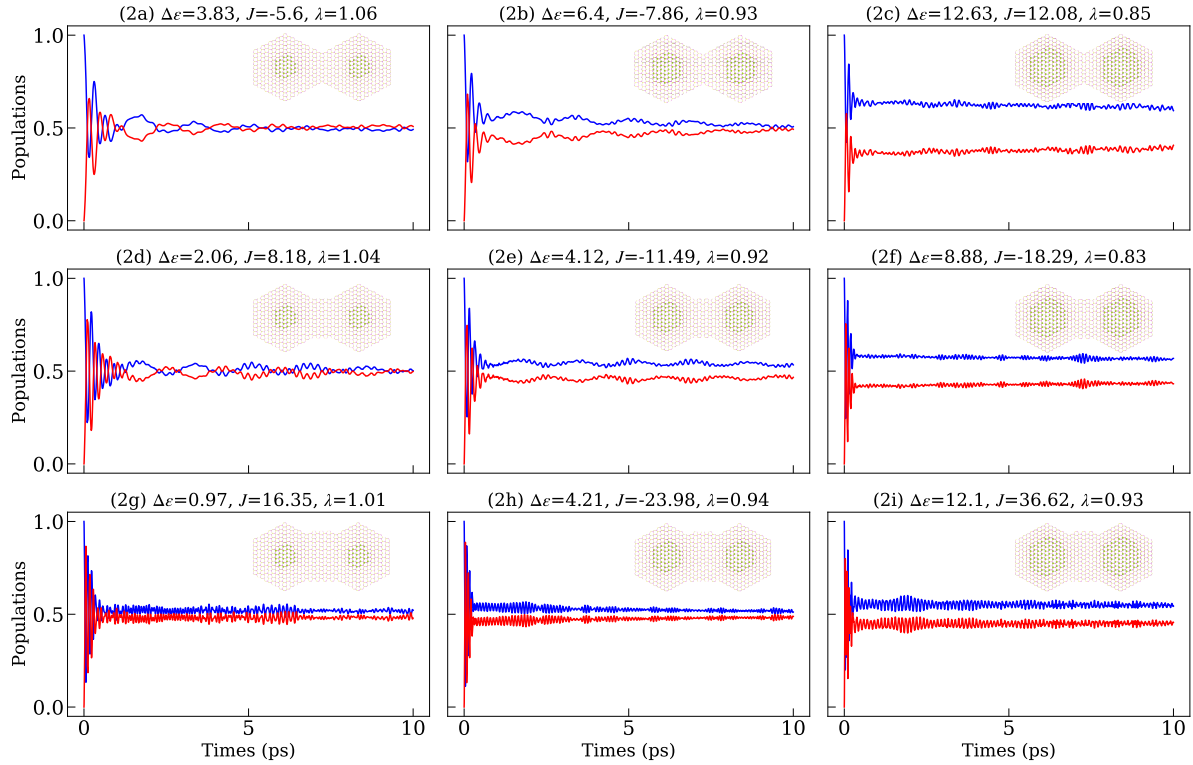 (2a) Δε=3.83, J=-5.6, λ=1.06
(2b) Δε=6.4, J=-7.86, λ=0.93
(2c) Δε=12.63, J=12.08, λ=0.85
Populations
1.0
0.5
0.0
(2d) Δε=2.06, J=8.18, λ=1.04
(2e) Δε=4.12, J=-11.49, λ=0.92
(2f) Δε=8.88, J=-18.29, λ=0.83
Populations
1.0
0.5
0.0
(2g) Δε=0.97, J=16.35, λ=1.01
(2h) Δε=4.21, J=-23.98, λ=0.94
(2i) Δε=12.1, J=36.62, λ=0.93
Populations
1.0
0.5
0.0
0 5 10
0 5 10
0 5 10
Times (ps)
Times (ps)
Times (ps)